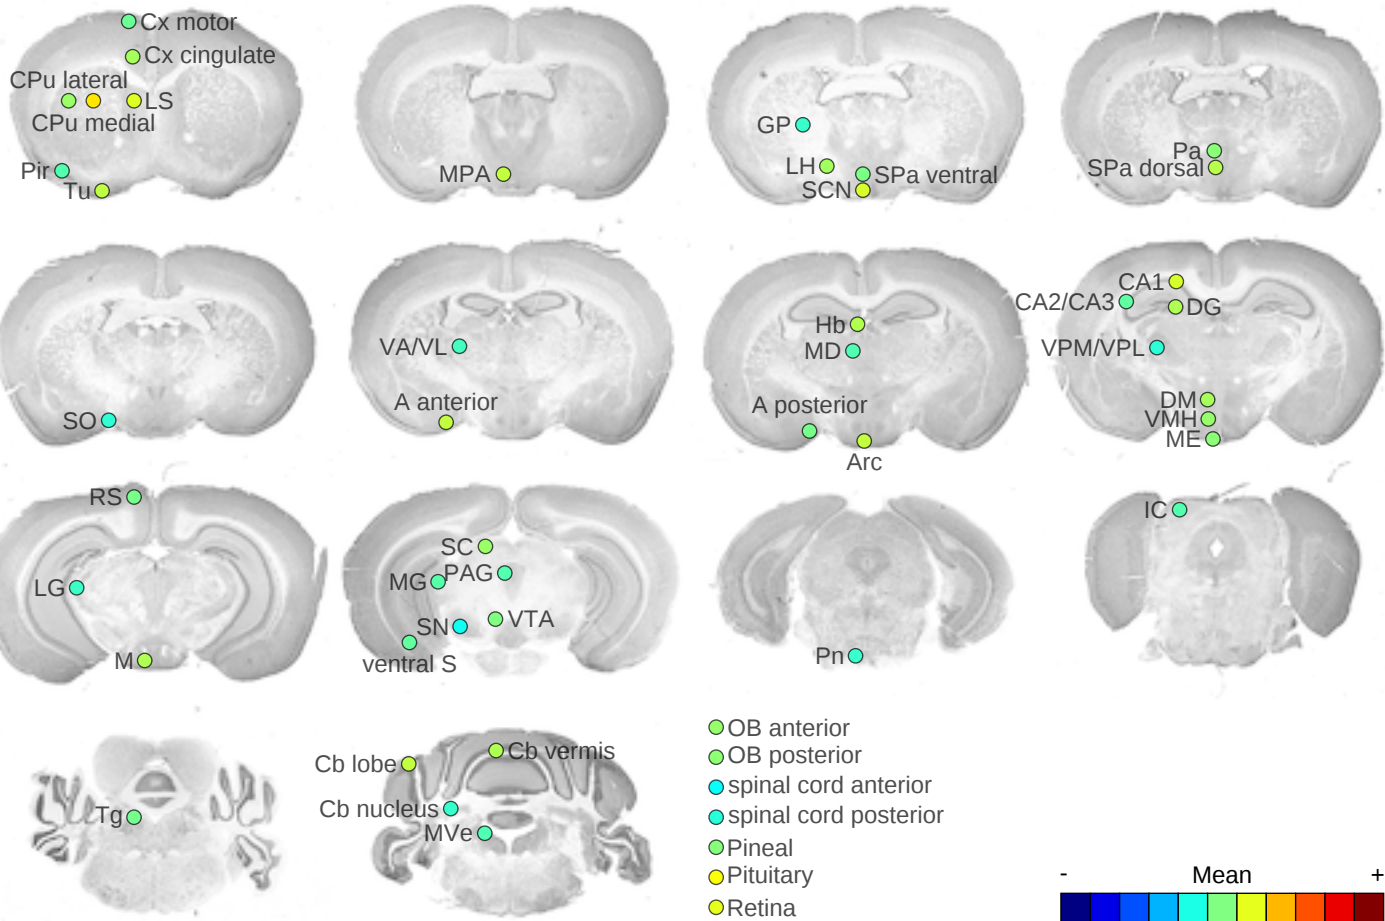 Cx motor
Cx cingulate
CPu lateral
LS
CPu medial
Pir
Tu
MPA
GP
LH
SPa ventral
SCN
Pa
SPa dorsal
SO
VA/VL
A anterior
Hb
MD
A posterior
Arc
CA1
CA2/CA3
DG
VPM/VPL
DM
VMH
ME
RS
LG
M
SC
MG
PAG
SN
VTA
ventral S
Pn
IC
Tg
Cb lobe
Cb vermis
Cb nucleus
MVe
OB anterior
OB posterior
spinal cord anterior
spinal cord posterior
Pineal
Pituitary
Retina
- Mean +